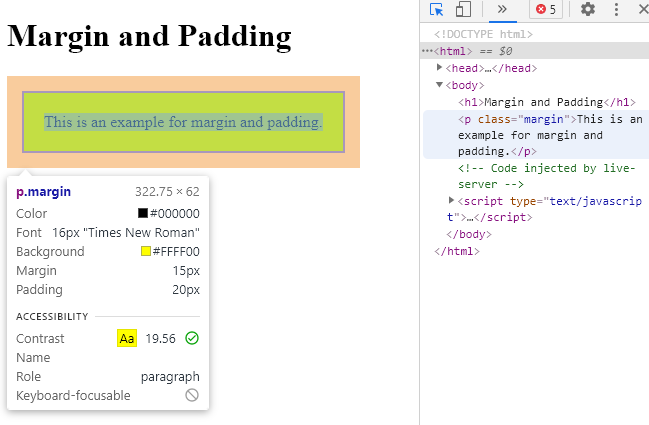 Margin and Padding
This is an example for margin and padding.
p.margin 322.75 × 62
Color #000000
Font 16px "Times New Roman"
Background #FFFF00
Margin 15px
Padding 20px
ACCESSIBILITY
Contrast Aa 19.56
Name
Role paragraph
Keyboard-focusable
» 5
<!DOCTYPE html>
…<html> == $0
<head>…</head>
<body>
<h1>Margin and Padding</h1>
<p class="margin">This is an
example for margin and
padding.</p>
<!-- Code injected by live-
server -->
<script type="text/javascrip
t">…</script>
</body>
</html>